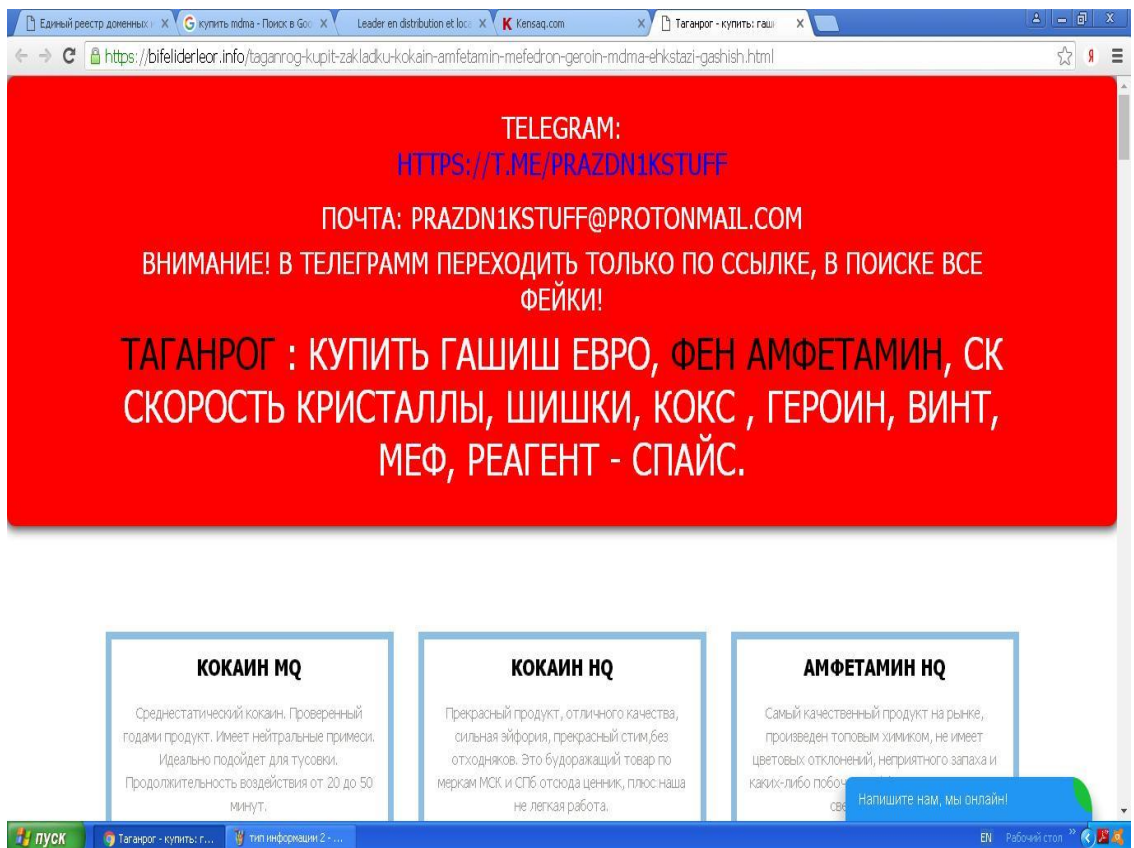 Единый реестр доменных
купить mdma - Поиск в Goo
Leader en distribution et loca
Kensaq.com
Таганрог - купить: гаш
https://bifeliderleor.info/taganrog-kupit-zakladku-kokain-amfetamin-mefedron-geroin-mdma-ehkstazi-gashish.html
TELEGRAM:
HTTPS://T.ME/PRAZDN1KSTUFF
ПОЧТА: PRAZDN1KSTUFF@PROTONMAIL.COM
ВНИМАНИЕ! В ТЕЛЕГРАММ ПЕРЕХОДИТЬ ТОЛЬКО ПО ССЫЛКЕ, В ПОИСКЕ ВСЕ
ФЕЙКИ!
ТАГАНРОГ : КУПИТЬ ГАШИШ ЕВРО, ФЕН АМФЕТАМИН, СК
СКОРОСТЬ КРИСТАЛЛЫ, ШИШКИ, КОКС , ГЕРОИН, ВИНТ,
МЕФ, РЕАГЕНТ - СПАЙС.
КОКАИН MQ
Среднестатический кокаин. Проверенный
годами продукт. Имеет нейтральные примеси.
Идеально подойдет для тусовки.
Продолжительность воздействия от 20 до 50
минут.
КОКАИН HQ
Прекрасный продукт, отличного качества,
сильная эйфория, прекрасный стим,без
отходняков. Это будоражащий товар по
меркам МСК и СПб отсюда ценник, плюс наша
не легкая работа.
АМФЕТАМИН HQ
Самый качественный продукт на рынке,
произведен топовым химиком, не имеет
цветовых отклонений, неприятного запаха и
каких-либо
Напишите нам, мы онлайн!
пуск
Таганрог - купить: г...
тип информации 2 - ...
EN
Рабочий стол